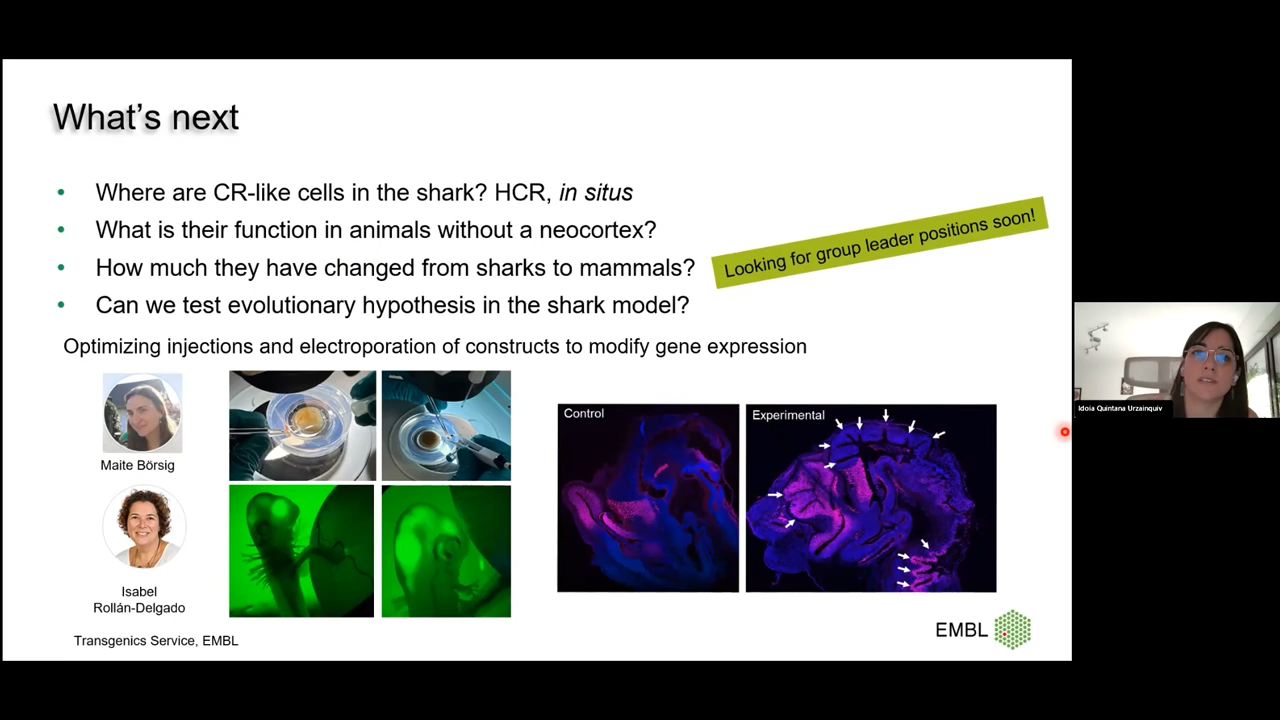 What's next
• Where are CR-like cells in the shark? HCR, in situs
• What is their function in animals without a neocortex?
• How much they have changed from sharks to mammals?
• Can we test evolutionary hypothesis in the shark model?
Looking for group leader positions soon!
Optimizing injections and electroporation of constructs to modify gene expression
Maite Börsig
Isabel
Rollán-Delgado
Transgenics Service, EMBL
Control
Experimental
EMBL
Idoia Quintana Urzainquiv